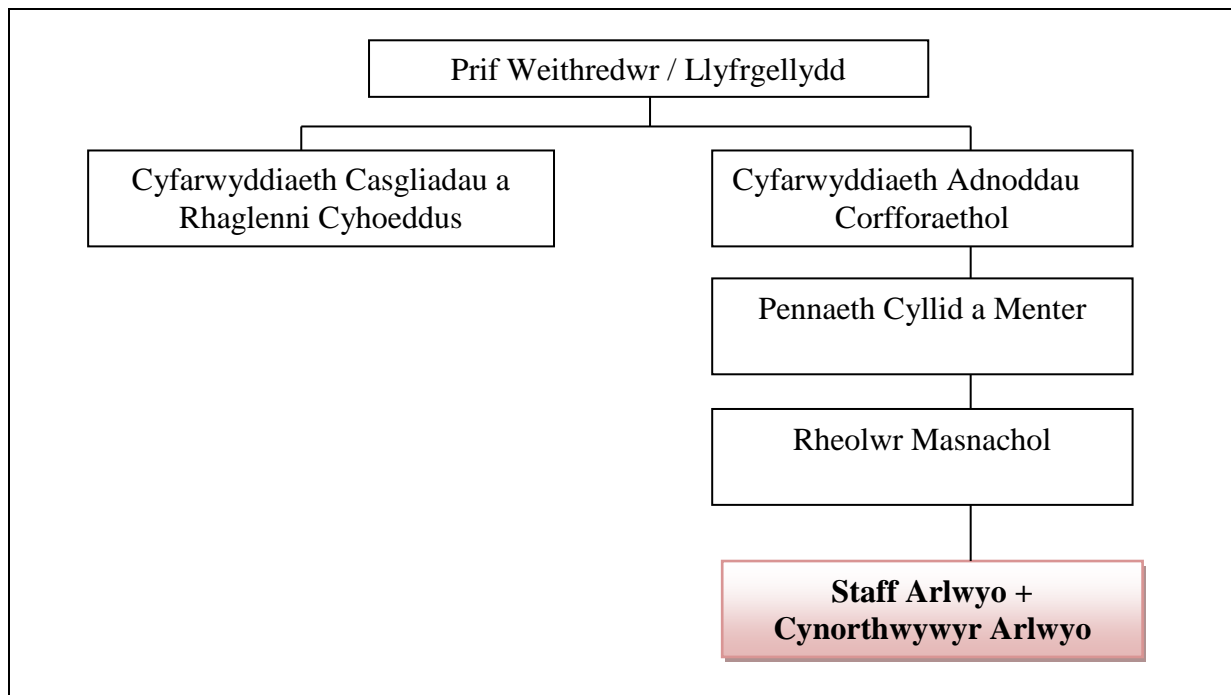 Prif Weithredwr / Llyfrgellydd
Cyfarwyddiaeth Casgliadau a
Rhaglenni Cyhoeddus
Cyfarwyddiaeth Adnoddau
Corfforaethol
Pennaeth Cyllid a Menter
Rheolwr Masnachol
Staff Arlwyo +
Cynorthwywyr Arlwyo